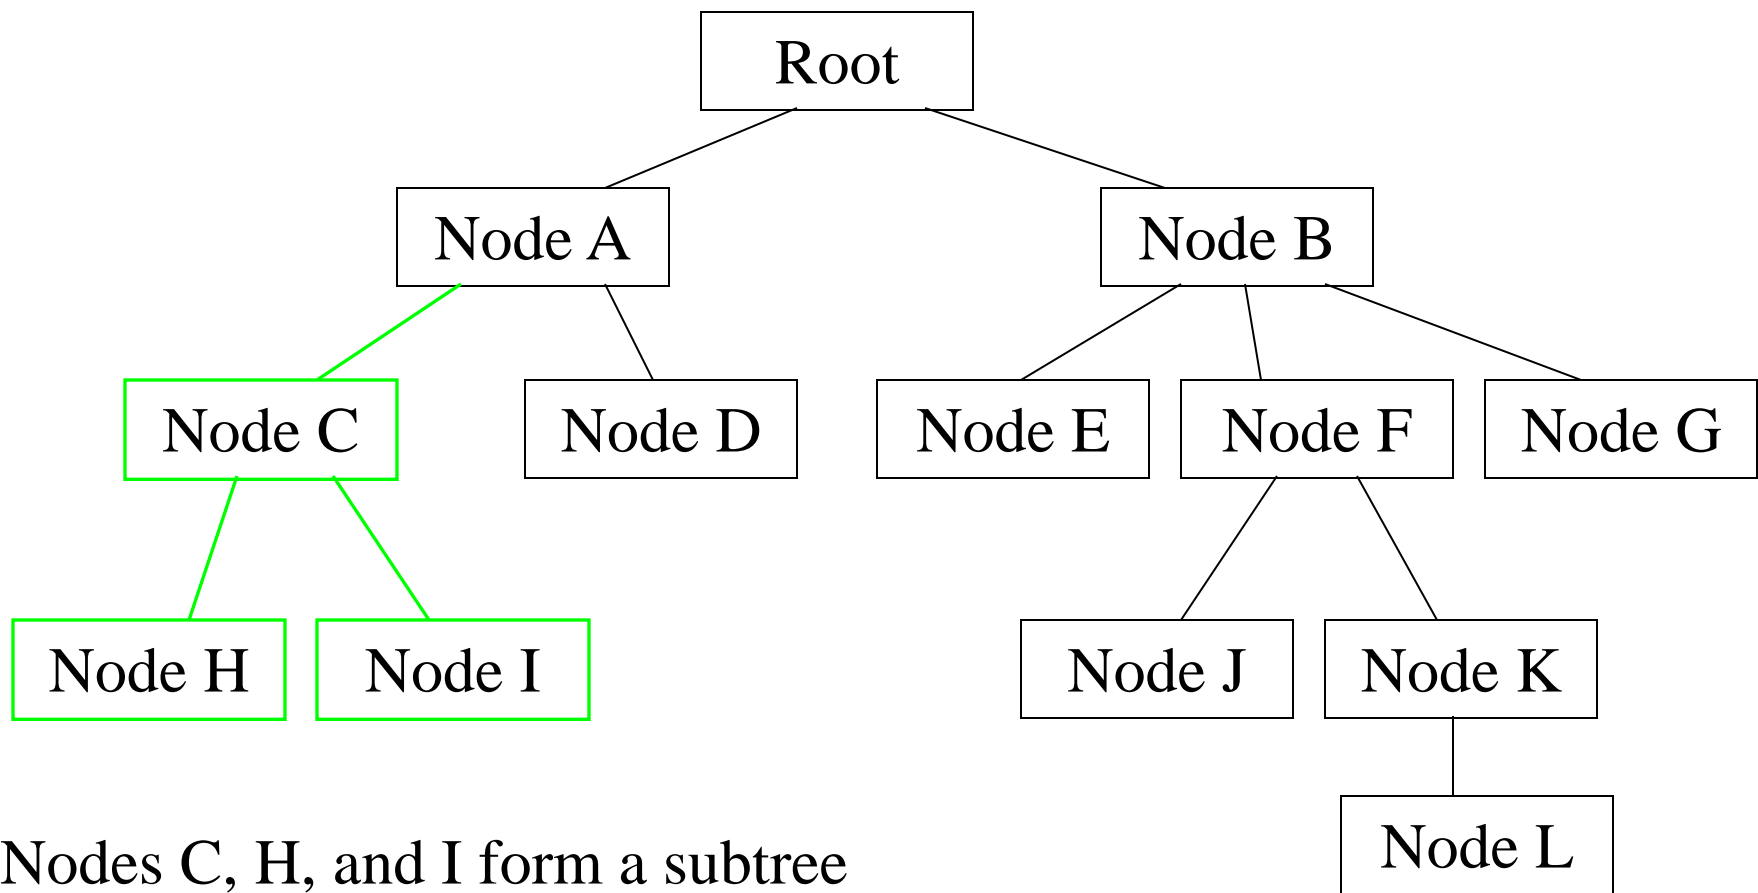 Root
Node A
Node B
Node C
Node D
Node E
Node F
Node G
Node H
Node I
Node J
Node K
Node L
Nodes C, H, and I form a subtree